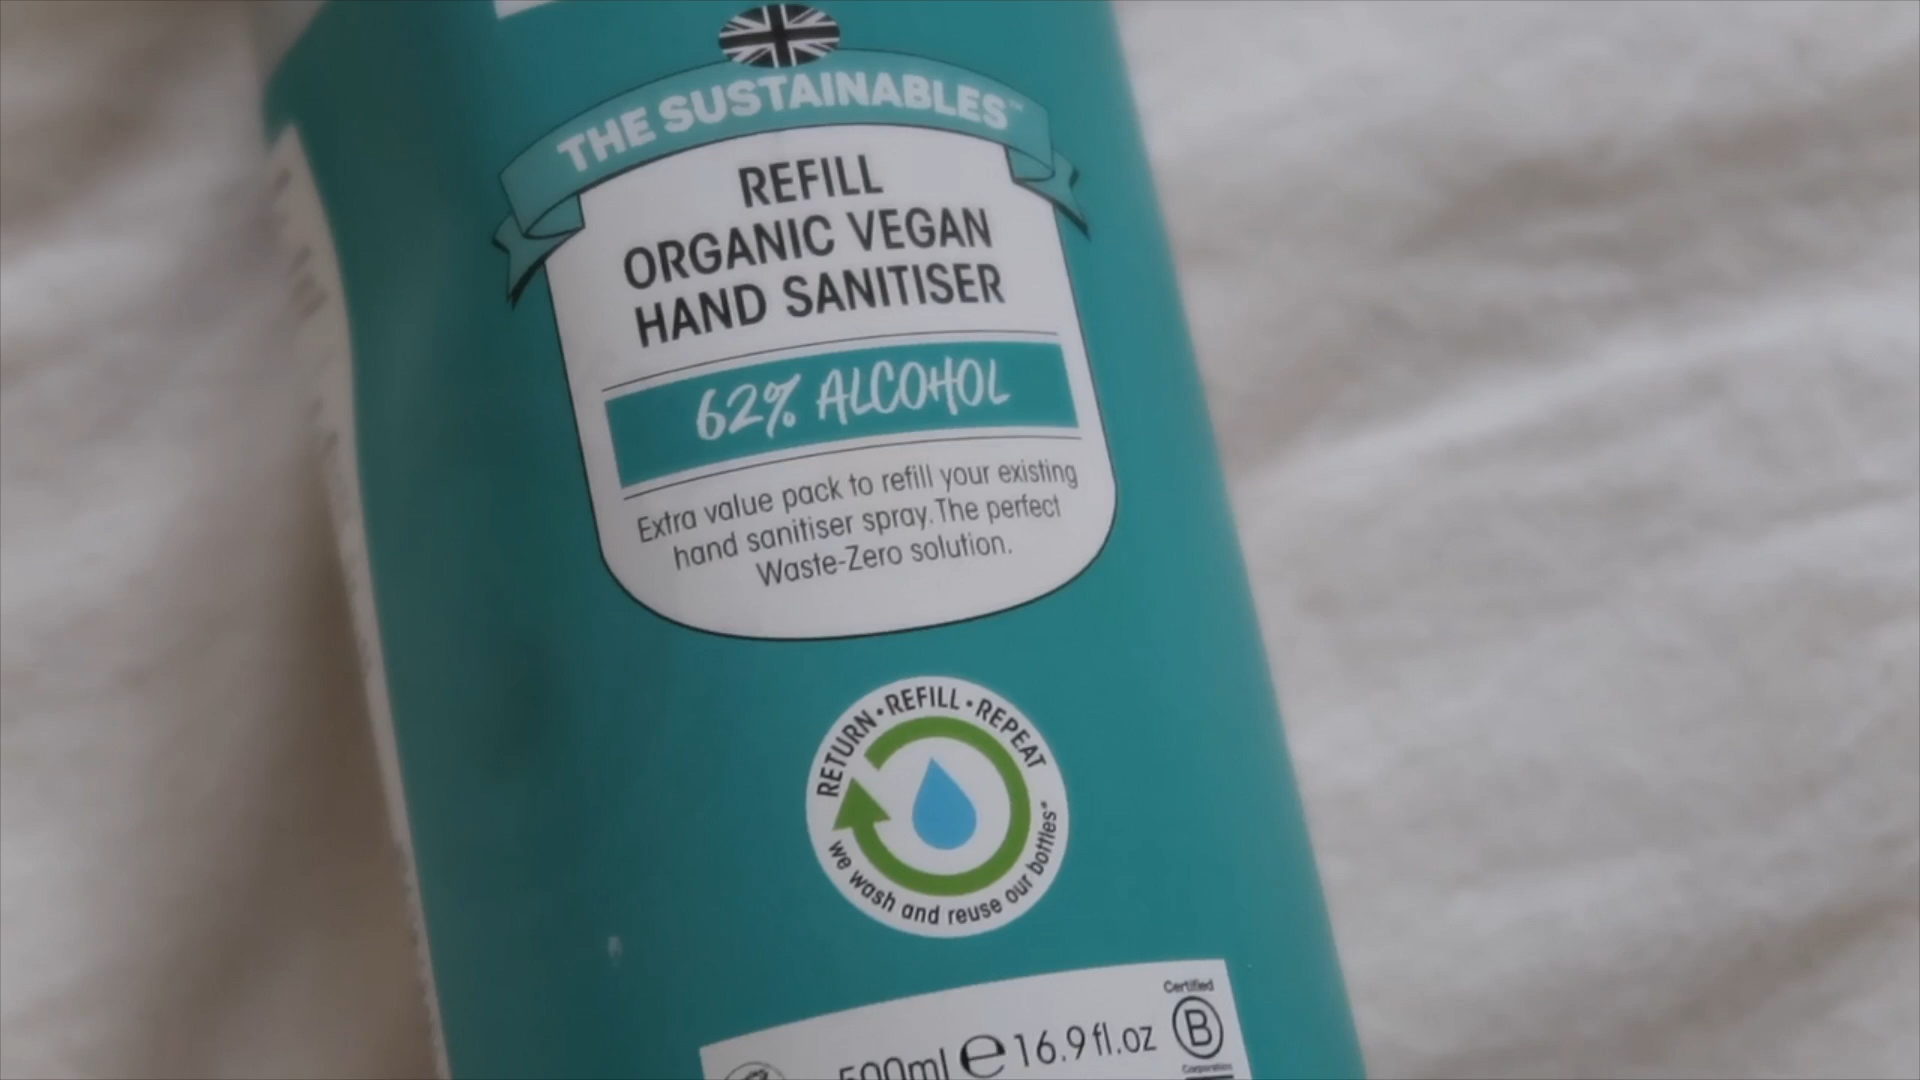 THE SUSTAINABLES™
REFILL
ORGANIC VEGAN
HAND SANITISER
62% ALCOHOL
Extra value pack to refill your existing
hand sanitiser spray. The perfect
Waste-Zero solution.
RETURN • REFILL • REPEAT
we wash and reuse our bottles*
500ml e 16.9 fl.oz
Certified
B
Corporation